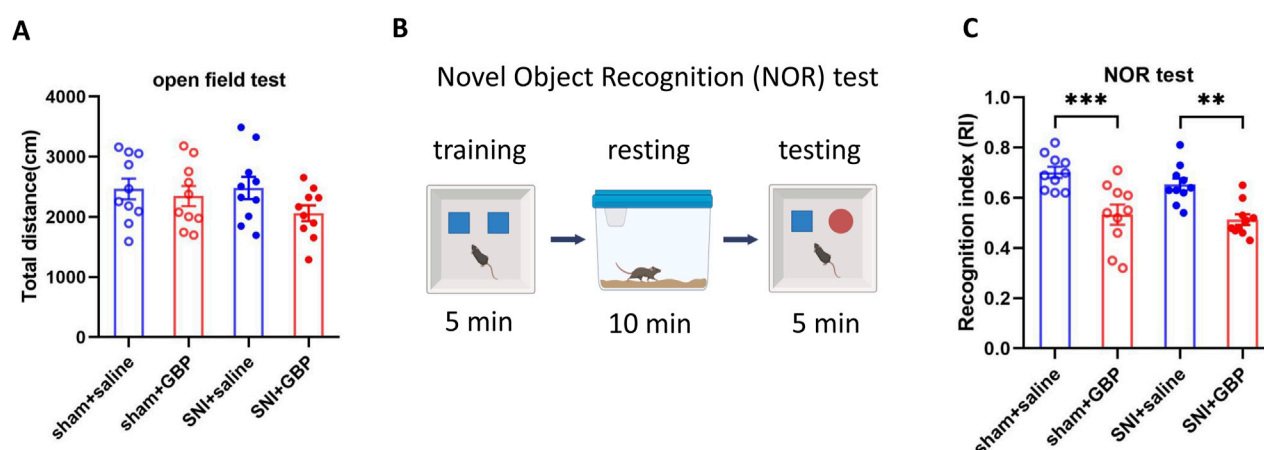 A
open field test
Total distance(cm)
4000
3000
2000
1000
0
sham+saline
sham+GBP
SNI+saline
SNI+GBP
B
Novel Object Recognition (NOR) test
training
resting
testing
5 min
10 min
5 min
C
NOR test
Recognition index (RI)
***
**
1.0
0.8
0.6
0.4
0.2
0.0
sham+saline
sham+GBP
SNI+saline
SNI+GBP